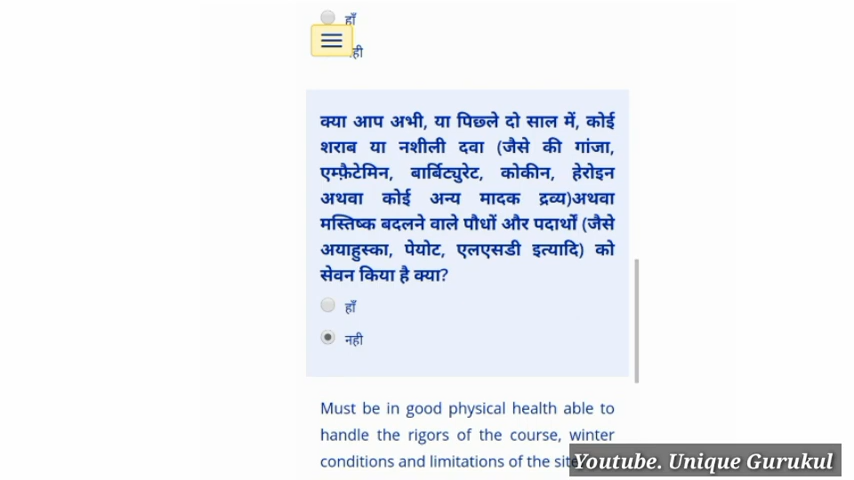 हाँ
ही
क्या आप अभी, या पिछले दो साल में, कोई
शराब या नशीली दवा (जैसे की गांजा,
एम्फ़ैटेमिन, बार्बिट्युरेट, कोकीन, हेरोइन
अथवा कोई अन्य मादक द्रव्य)अथवा
मस्तिष्क बदलने वाले पौधों और पदार्थों (जैसे
अयाहुस्का, पेयोट, एलएसडी इत्यादि) को
सेवन किया है क्या?
हाँ
नही
Must be in good physical health able to
handle the rigors of the course, winter
conditions and limitations of the site
Youtube. Unique Gurukul